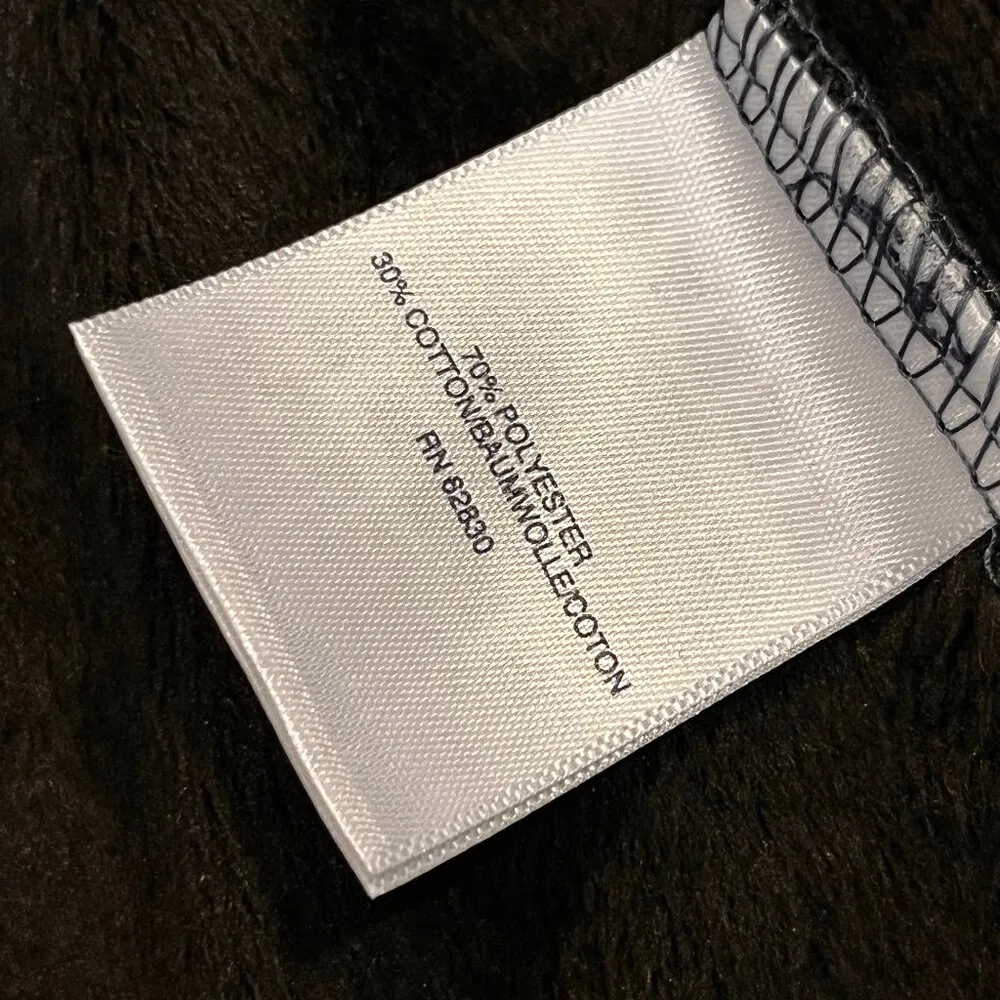 70% POLYESTER
30% COTTON/BAUMWOLLE/COTON
RN 62830